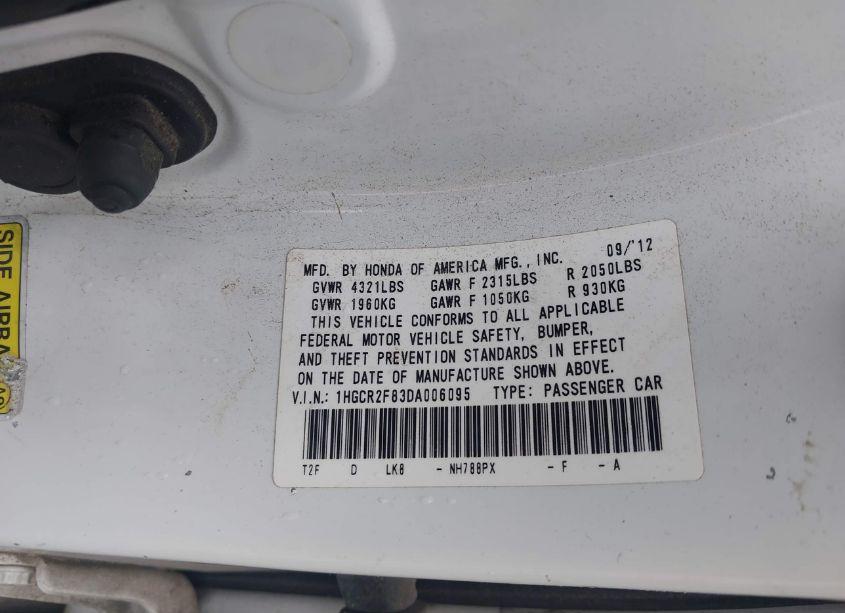 SIDE AIRBA
MFD. BY HONDA OF AMERICA MFG., INC. 09/'12
GVWR 4321LBS GAWR F 2315LBS R 2050LBS
GVWR 1960KG GAWR F 1050KG R 930KG
THIS VEHICLE CONFORMS TO ALL APPLICABLE
FEDERAL MOTOR VEHICLE SAFETY, BUMPER,
AND THEFT PREVENTION STANDARDS IN EFFECT
ON THE DATE OF MANUFACTURE SHOWN ABOVE.
V.I.N.: 1HGCR2F83DA006095 TYPE: PASSENGER CAR
T2F D LK8 - NH788PX - F - A